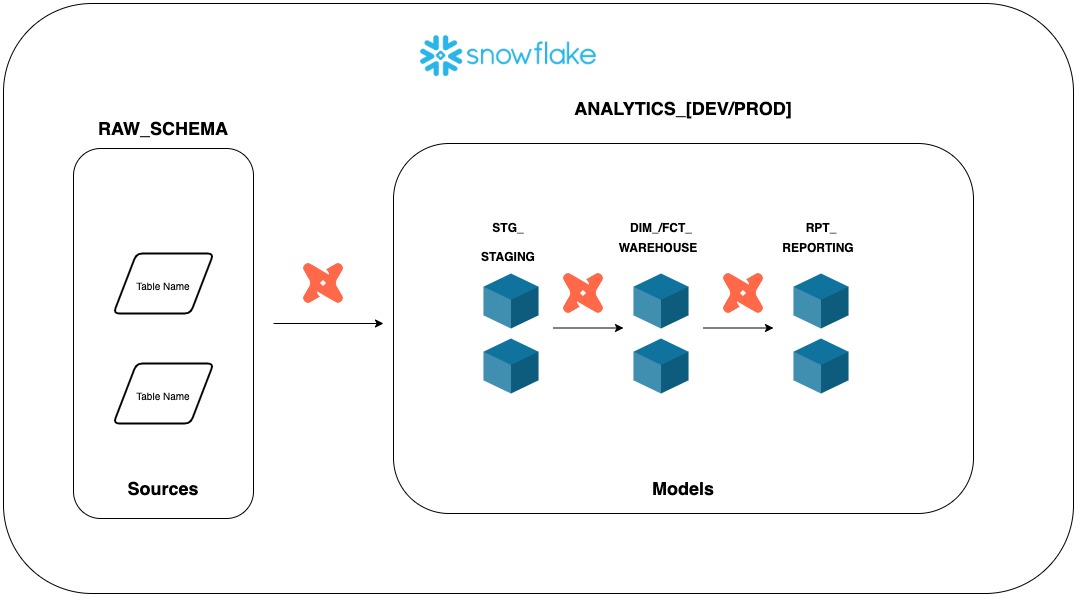 snowflake
ANALYTICS_[DEV/PROD]
RAW_SCHEMA
Table Name
Table Name
Sources
STG_
STAGING
DIM_/FCT_
WAREHOUSE
RPT_
REPORTING
Models